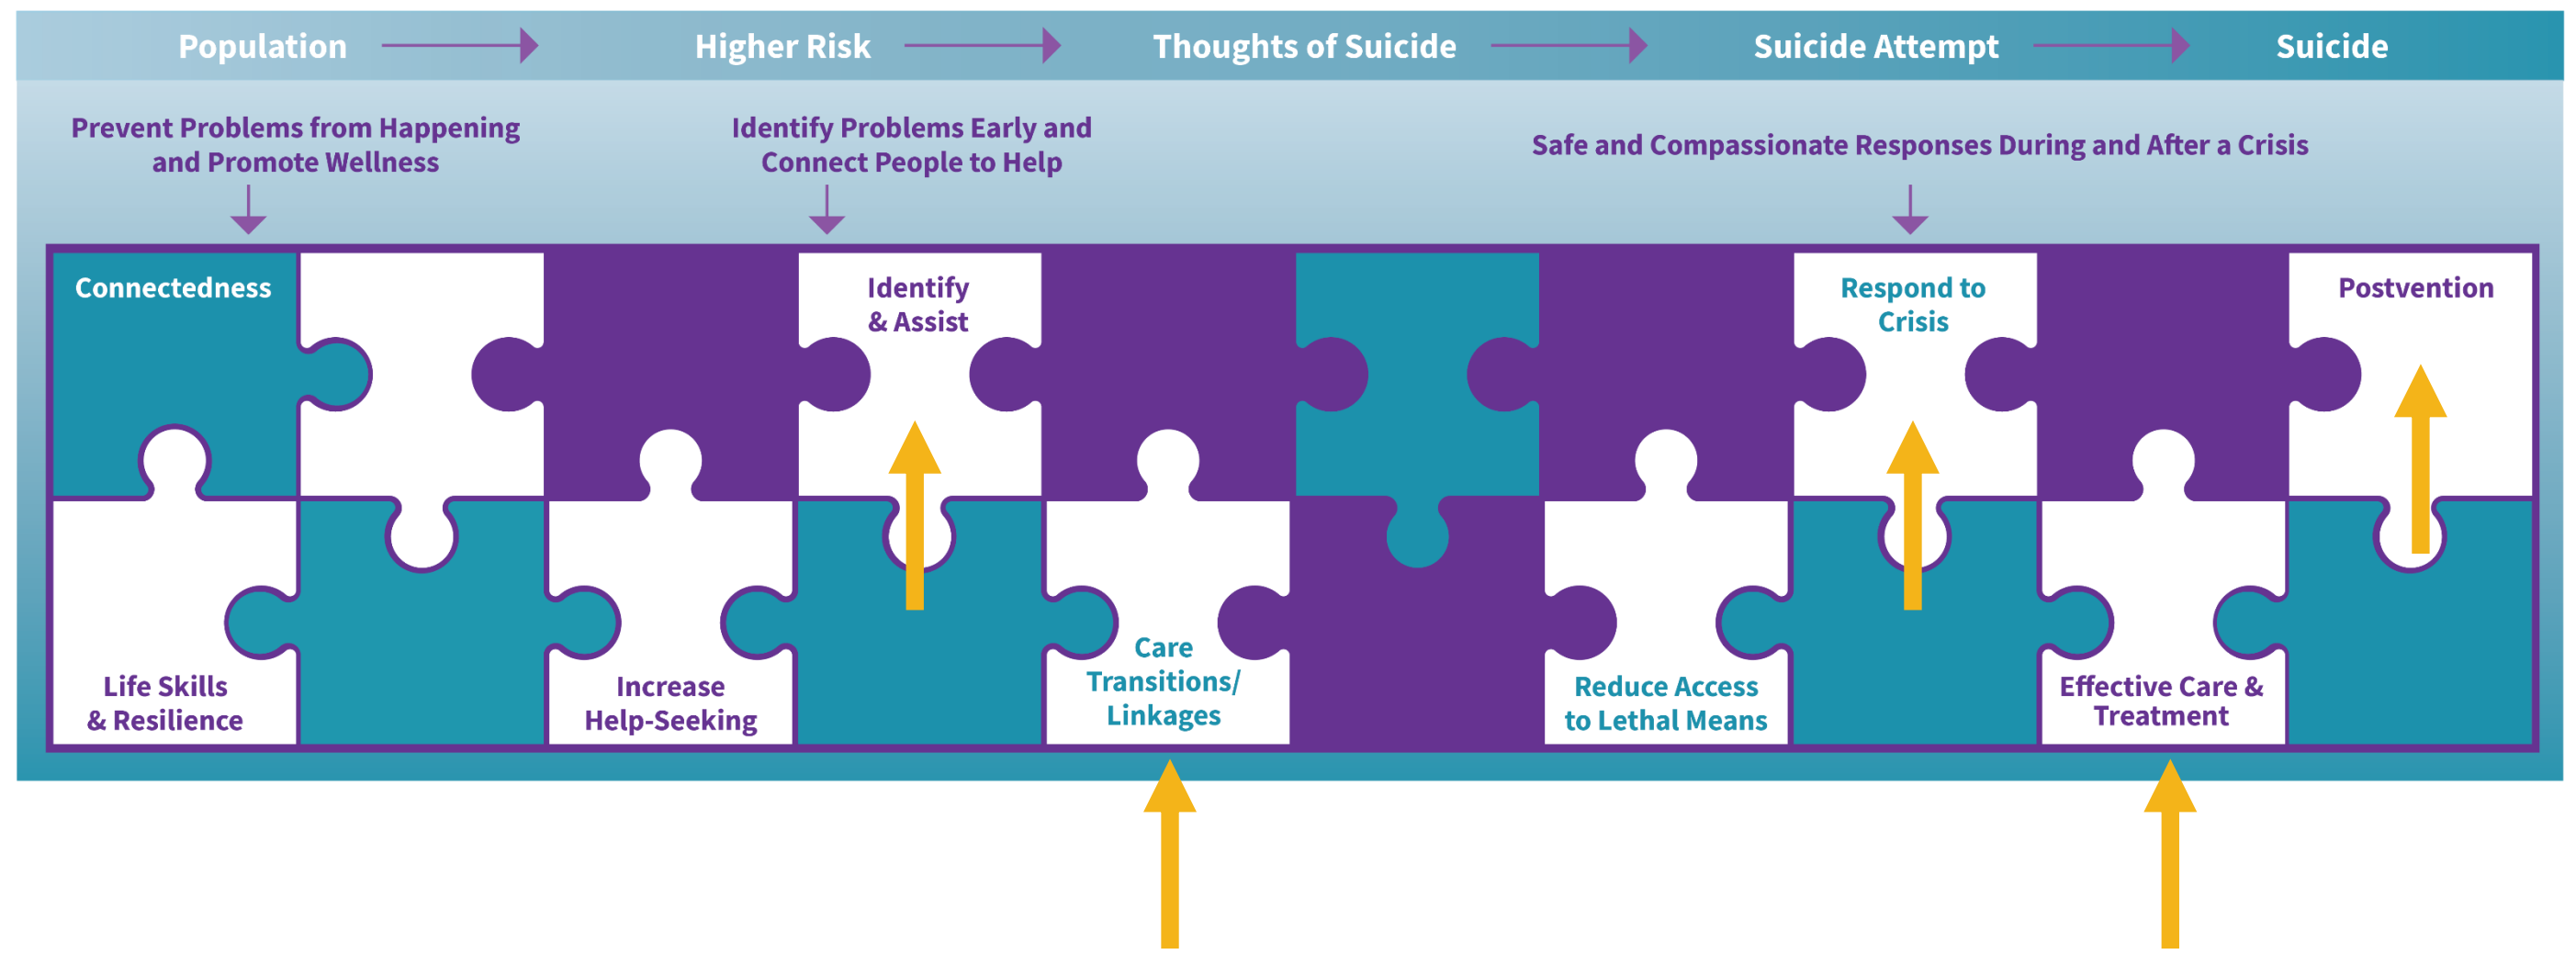 Population
Higher Risk
Thoughts of Suicide
Suicide Attempt
Suicide
Prevent Problems from Happening
and Promote Wellness
Identify Problems Early and
Connect People to Help
Safe and Compassionate Responses During and After a Crisis
Connectedness
Identify
& Assist
Respond to
Crisis
Postvention
Life Skills
& Resilience
Increase
Help-Seeking
Care
Transitions/
Linkages
Reduce Access
to Lethal Means
Effective Care &
Treatment